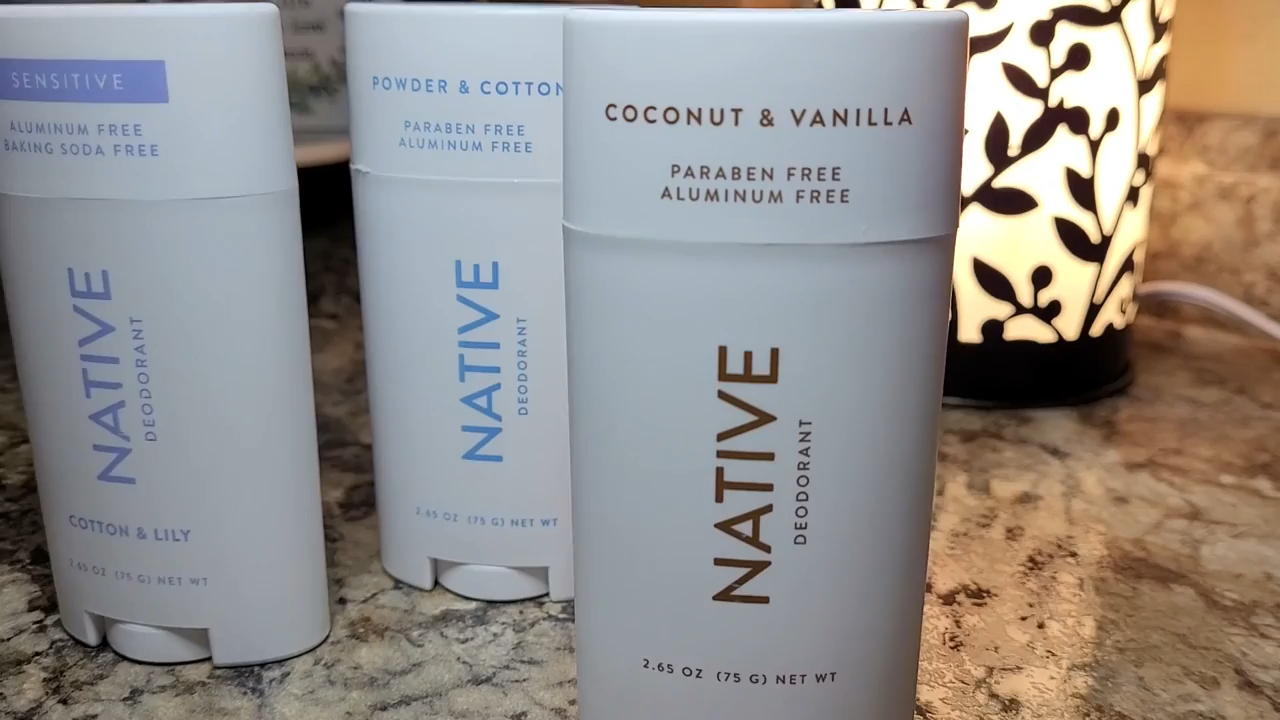 SENSITIVE
ALUMINUM FREE
BAKING SODA FREE
NATIVE
DEODORANT
COTTON & LILY
2.65 OZ (75 G) NET WT
POWDER & COTTON
PARABEN FREE
ALUMINUM FREE
NATIVE
DEODORANT
2.65 OZ (75 G) NET WT
COCONUT & VANILLA
PARABEN FREE
ALUMINUM FREE
NATIVE
DEODORANT
2.65 OZ (75 G) NET WT